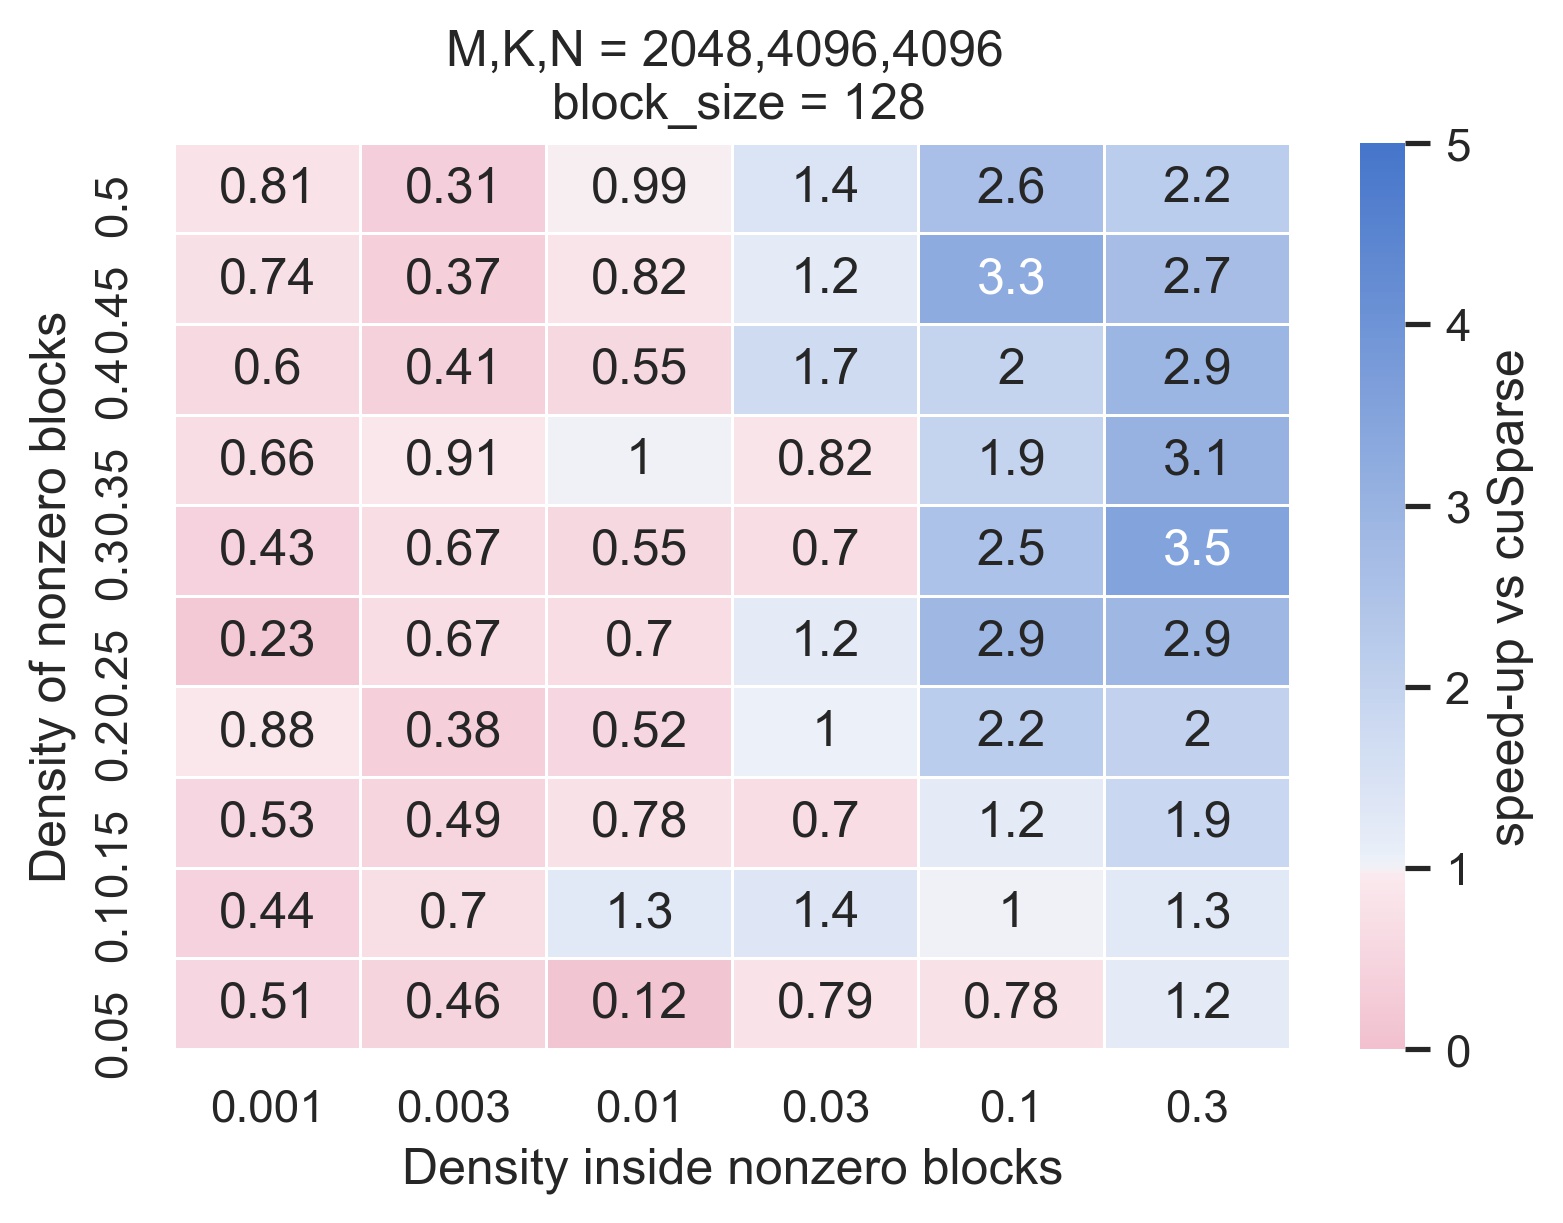 M,K,N = 2048,4096,4096
block_size = 128
Density of nonzero blocks
0.5 0.81 0.31 0.99 1.4 2.6 2.2
0.45 0.74 0.37 0.82 1.2 3.3 2.7
0.4 0.6 0.41 0.55 1.7 2 2.9
0.35 0.66 0.91 1 0.82 1.9 3.1
0.3 0.43 0.67 0.55 0.7 2.5 3.5
0.25 0.23 0.67 0.7 1.2 2.9 2.9
0.2 0.88 0.38 0.52 1 2.2 2
0.15 0.53 0.49 0.78 0.7 1.2 1.9
0.1 0.44 0.7 1.3 1.4 1 1.3
0.05 0.51 0.46 0.12 0.79 0.78 1.2
0.001 0.003 0.01 0.03 0.1 0.3
Density inside nonzero blocks
5
4
3
2
1
0
speed-up vs cuSparse